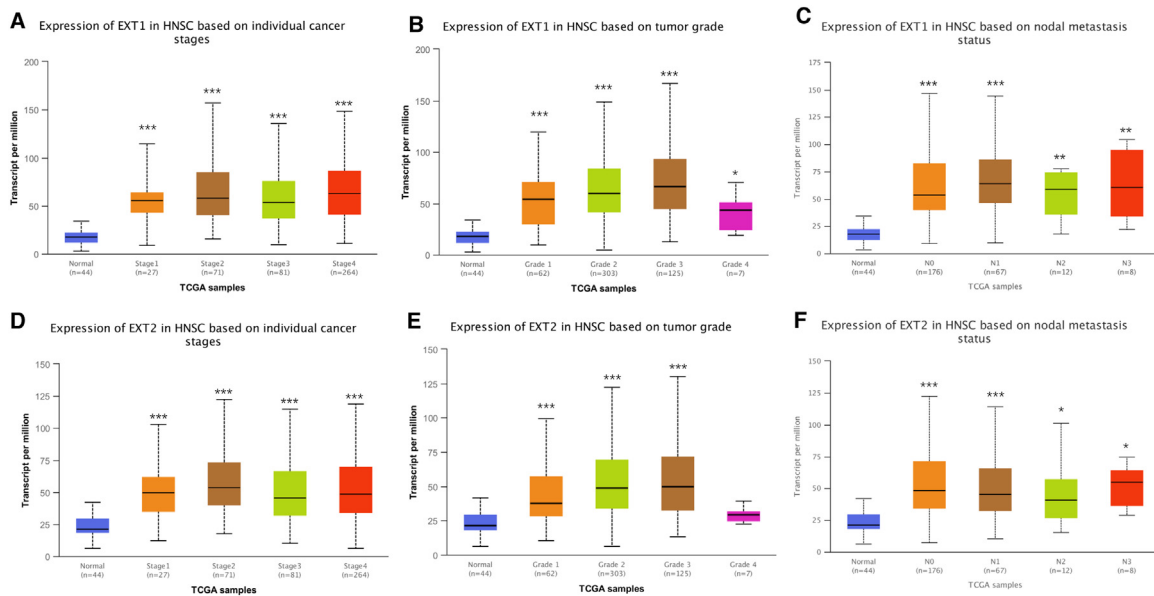 A
Expression of EXT1 in HNSC based on individual cancer
stages
Transcript per million
200
150
100
50
0
***
***
***
***
Normal
(n=44)
Stage1
(n=27)
Stage2
(n=71)
Stage3
(n=81)
Stage4
(n=264)
TCGA samples
B
Expression of EXT1 in HNSC based on tumor grade
Transcript per million
200
150
100
50
0
***
***
***
*
Normal
(n=44)
Grade 1
(n=62)
Grade 2
(n=303)
Grade 3
(n=125)
Grade 4
(n=7)
TCGA samples
C
Expression of EXT1 in HNSC based on nodal metastasis
status
Transcript per million
175
150
125
100
75
50
25
0
***
***
**
**
Normal
(n=44)
N0
(n=176)
N1
(n=67)
N2
(n=12)
N3
(n=8)
TCGA samples
D
Expression of EXT2 in HNSC based on individual cancer
stages
Transcript per million
150
125
100
75
50
25
0
***
***
***
***
Normal
(n=44)
Stage1
(n=27)
Stage2
(n=71)
Stage3
(n=81)
Stage4
(n=264)
TCGA samples
E
Expression of EXT2 in HNSC based on tumor grade
Transcript per million
150
125
100
75
50
25
0
***
***
***
Normal
(n=44)
Grade 1
(n=62)
Grade 2
(n=303)
Grade 3
(n=125)
Grade 4
(n=7)
TCGA samples
F
Expression of EXT2 in HNSC based on nodal metastasis
status
Transcript per million
150
125
100
75
50
25
0
***
***
*
*
Normal
(n=44)
N0
(n=176)
N1
(n=67)
N2
(n=12)
N3
(n=8)
TCGA samples